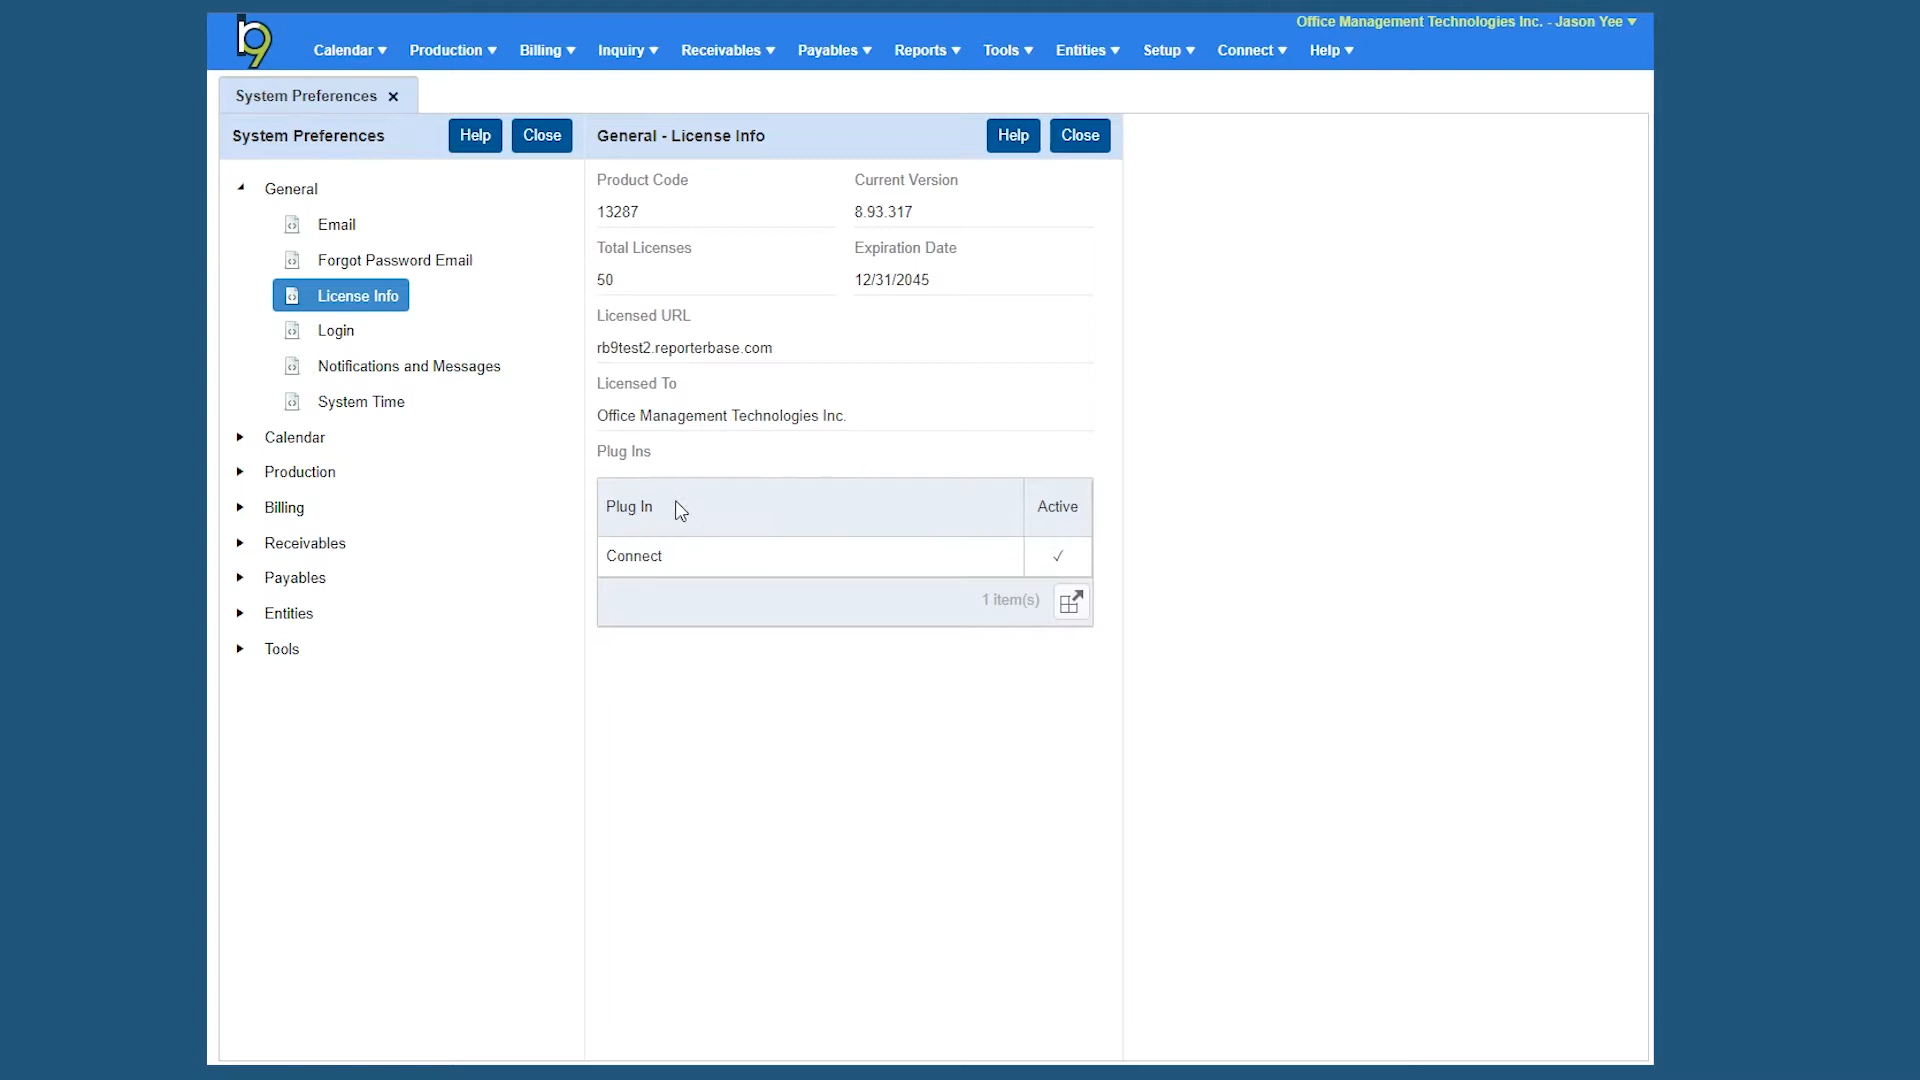 Office Management Technologies Inc. - Jason Yee
b9
Calendar Production Billing Inquiry Receivables Payables Reports Tools Entities Setup Connect Help
System Preferences
System Preferences Help Close
General
Email
Forgot Password Email
License Info
Login
Notifications and Messages
System Time
Calendar
Production
Billing
Receivables
Payables
Entities
Tools
General - License Info Help Close
Product Code Current Version
13287 8.93.317
Total Licenses Expiration Date
50 12/31/2045
Licensed URL
rb9test2.reporterbase.com
Licensed To
Office Management Technologies Inc.
Plug Ins
Plug In Active
Connect ✓
1 item(s)